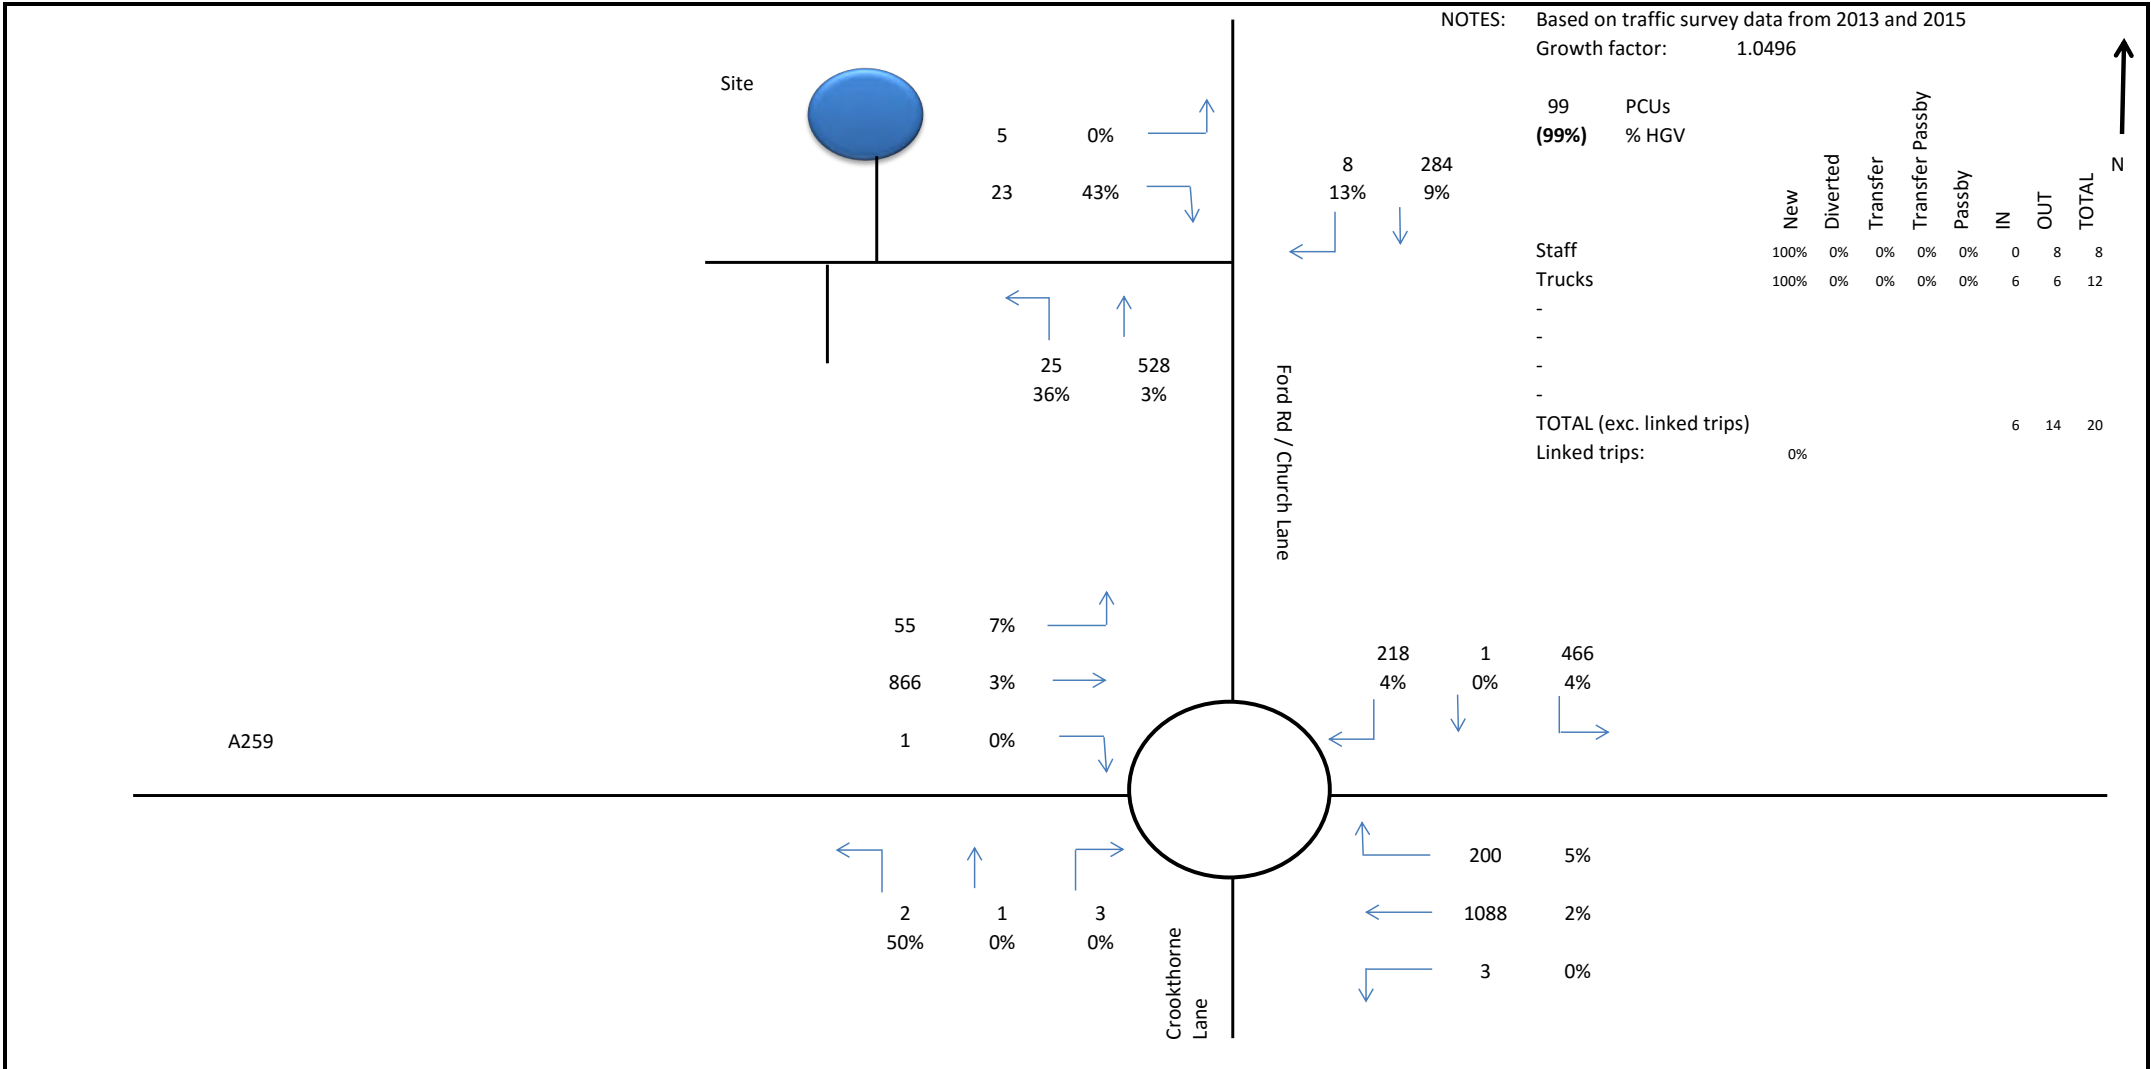 NOTES: Based on traffic survey data from 2013 and 2015
Growth factor: 1.0496
Site
99 PCUs
(99%) % HGV
N
5 0%
23 43%
8 284
13% 9%
New Diverted Transfer Transfer Passby Passby IN OUT TOTAL
Staff 100% 0% 0% 0% 0% 0 8 8
Trucks 100% 0% 0% 0% 0% 6 6 12
-
-
-
-
TOTAL (exc. linked trips) 6 14 20
Linked trips: 0%
25 528
36% 3%
Ford Rd / Church Lane
55 7%
866 3%
1 0%
218 1 466
4% 0% 4%
A259
200 5%
1088 2%
3 0%
2 1 3
50% 0% 0%
Crookthorne
Lane